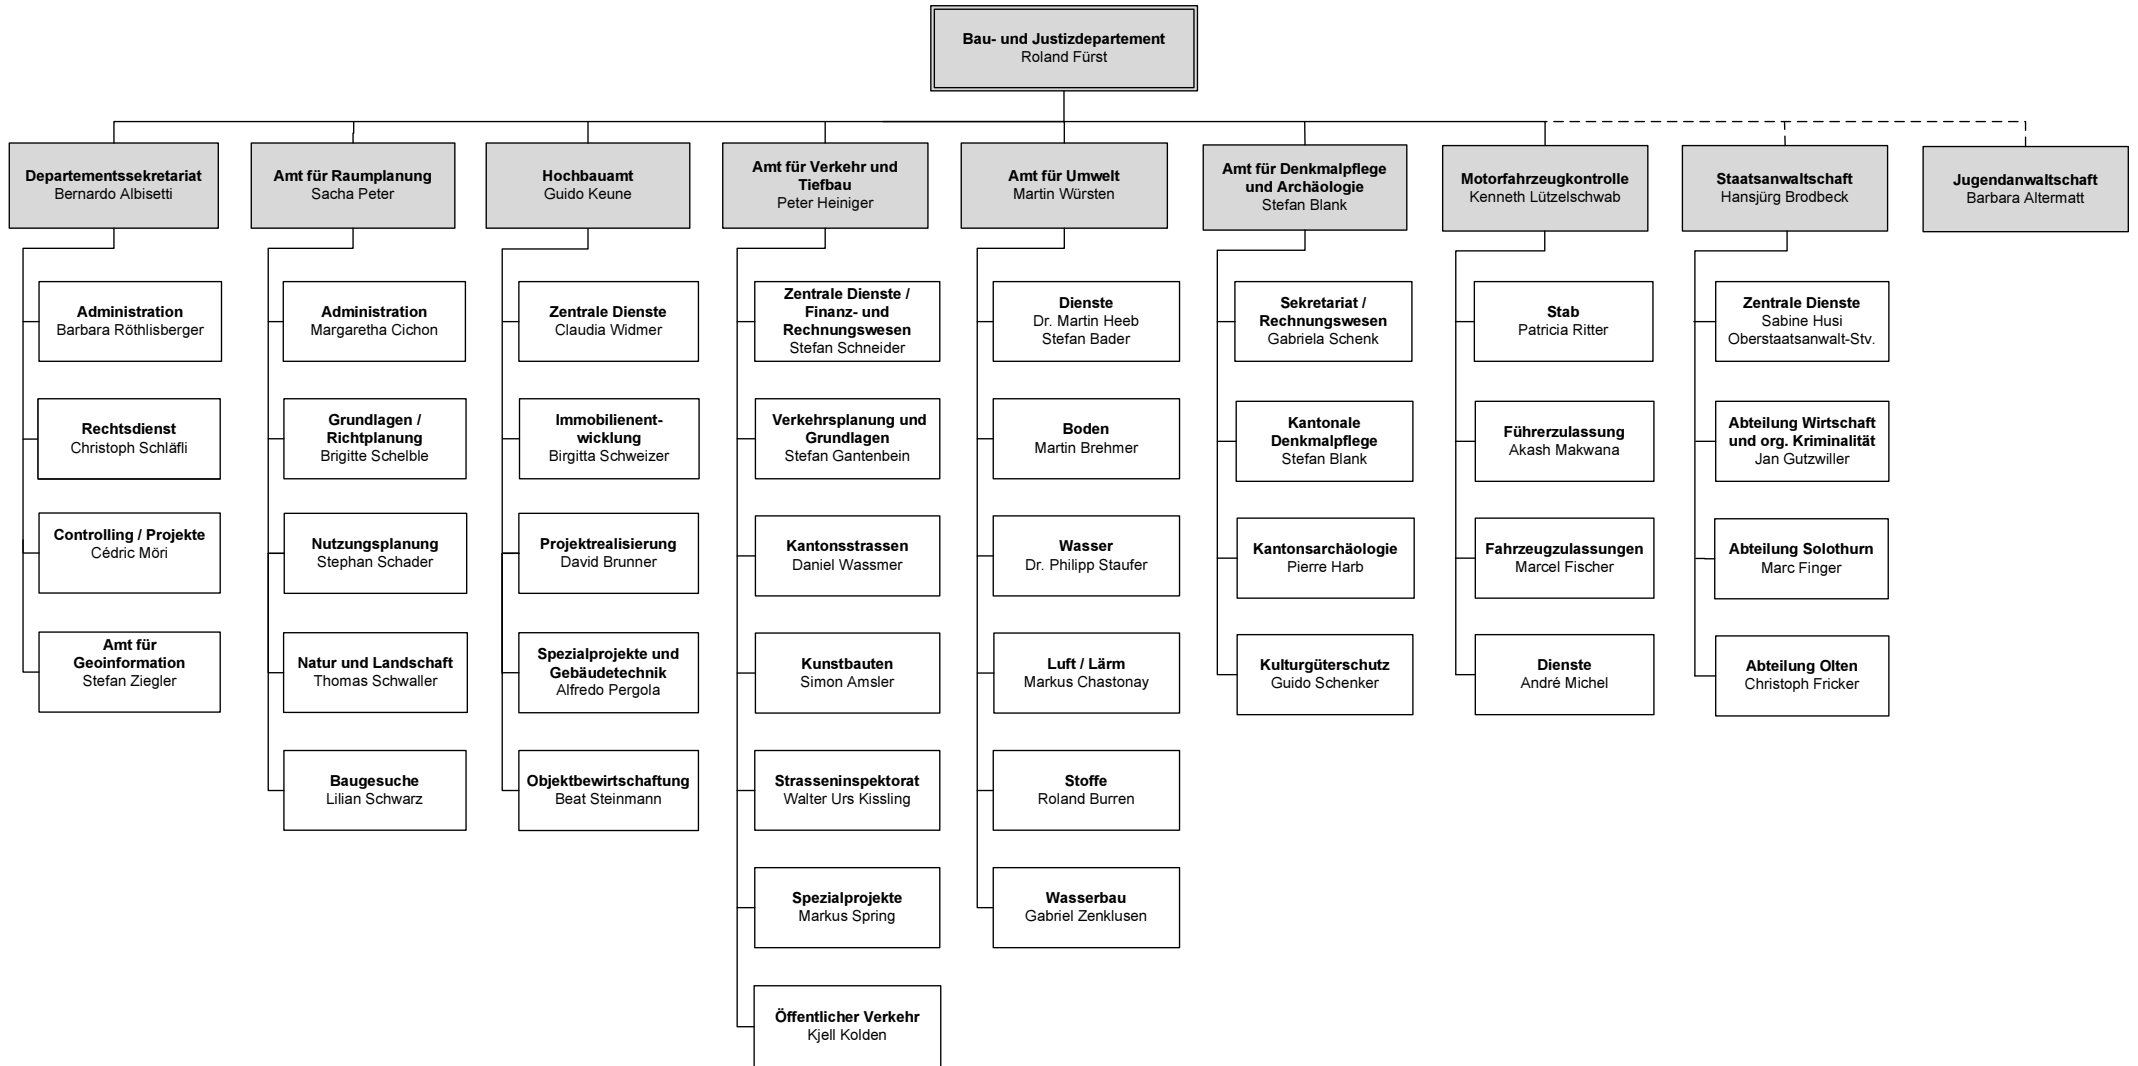 Bau- und Justizdepartement
Roland Fürst
Departementssekretariat
Bernardo Albisetti
Administration
Barbara Röthlisberger
Rechtsdienst
Christoph Schläfli
Controlling / Projekte
Cédric Möri
Amt für
Geoinformation
Stefan Ziegler
Amt für Raumplanung
Sacha Peter
Administration
Margaretha Cichon
Grundlagen /
Richtplanung
Brigitte Schelble
Nutzungsplanung
Stephan Schader
Natur und Landschaft
Thomas Schwaller
Baugesuche
Lilian Schwarz
Hochbauamt
Guido Keune
Zentrale Dienste
Claudia Widmer
Immobilienent-
wicklung
Birgitta Schweizer
Projektrealisierung
David Brunner
Spezialprojekte und
Gebäudetechnik
Alfredo Pergola
Objektbewirtschaftung
Beat Steinmann
Amt für Verkehr und
Tiefbau
Peter Heiniger
Zentrale Dienste /
Finanz- und
Rechnungswesen
Stefan Schneider
Verkehrsplanung und
Grundlagen
Stefan Gantenbein
Kantonsstrassen
Daniel Wassmer
Kunstbauten
Simon Amsler
Strasseninspektorat
Walter Urs Kissling
Spezialprojekte
Markus Spring
Öffentlicher Verkehr
Kjell Kolden
Amt für Umwelt
Martin Würsten
Dienste
Dr. Martin Heeb
Stefan Bader
Boden
Martin Brehmer
Wasser
Dr. Philipp Staufer
Luft / Lärm
Markus Chastonay
Stoffe
Roland Burren
Wasserbau
Gabriel Zenklusen
Amt für Denkmalpflege
und Archäologie
Stefan Blank
Sekretariat /
Rechnungswesen
Gabriela Schenk
Kantonale
Denkmalpflege
Stefan Blank
Kantonsarchäologie
Pierre Harb
Kulturgüterschutz
Guido Schenker
Motorfahrzeugkontrolle
Kenneth Lützelschwab
Stab
Patricia Ritter
Führerzulassung
Akash Makwana
Fahrzeugzulassungen
Marcel Fischer
Dienste
André Michel
Staatsanwaltschaft
Hansjürg Brodbeck
Zentrale Dienste
Sabine Husi
Oberstaatsanwalt-Stv.
Abteilung Wirtschaft
und org. Kriminalität
Jan Gutzwiller
Abteilung Solothurn
Marc Finger
Abteilung Olten
Christoph Fricker
Jugendanwaltschaft
Barbara Altermatt